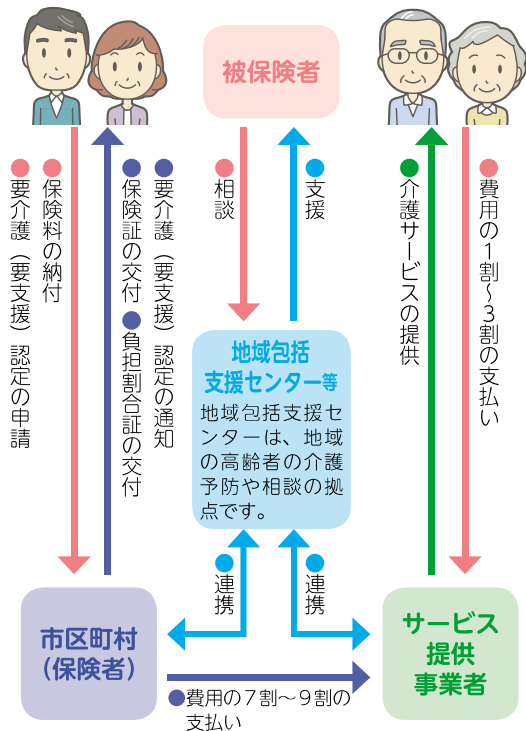 被保険者
●保険料の納付
●要介護（要支援）認定の申請
●要介護（要支援）認定の通知
●保険証の交付 ●負担割合証の交付
●相談
●支援
●費用の1割～3割の支払い
●介護サービスの提供
地域包括
支援センター等
地域包括支援セ
ンターは、地域
の高齢者の介護
予防や相談の拠
点です。
●連携
●連携
市区町村
（保険者）
サービス
提供
事業者
●費用の7割～9割の
支払い